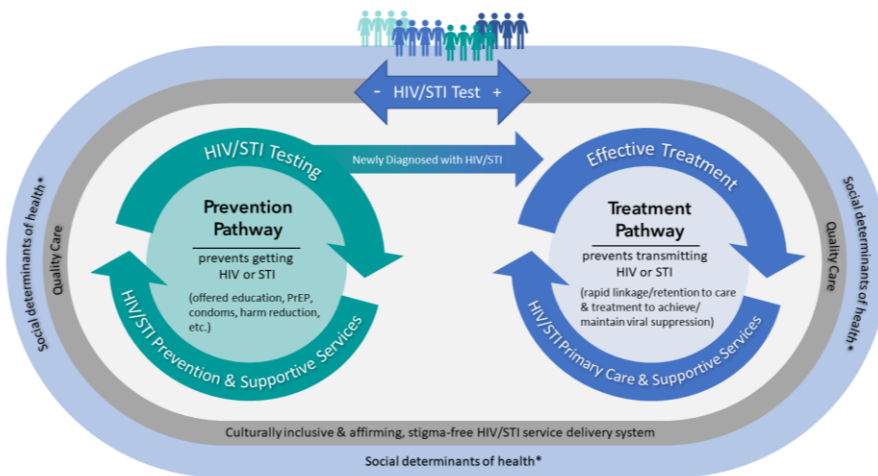 - HIV/STI Test +
HIV/STI Testing
Newly Diagnosed with HIV/STI
Effective Treatment
Social determinants of health*
Quality Care
Prevention
Pathway
prevents getting
HIV or STI
(offered education, PrEP,
condoms, harm reduction,
etc.)
HIV/STI Prevention & Supportive Services
Treatment
Pathway
prevents transmitting
HIV or STI
(rapid linkage/retention to care
& treatment to achieve/
maintain viral suppression)
HIV/STI Primary Care & Supportive Services
Quality Care
Social determinants of health*
Culturally inclusive & affirming, stigma-free HIV/STI service delivery system
Social determinants of health*